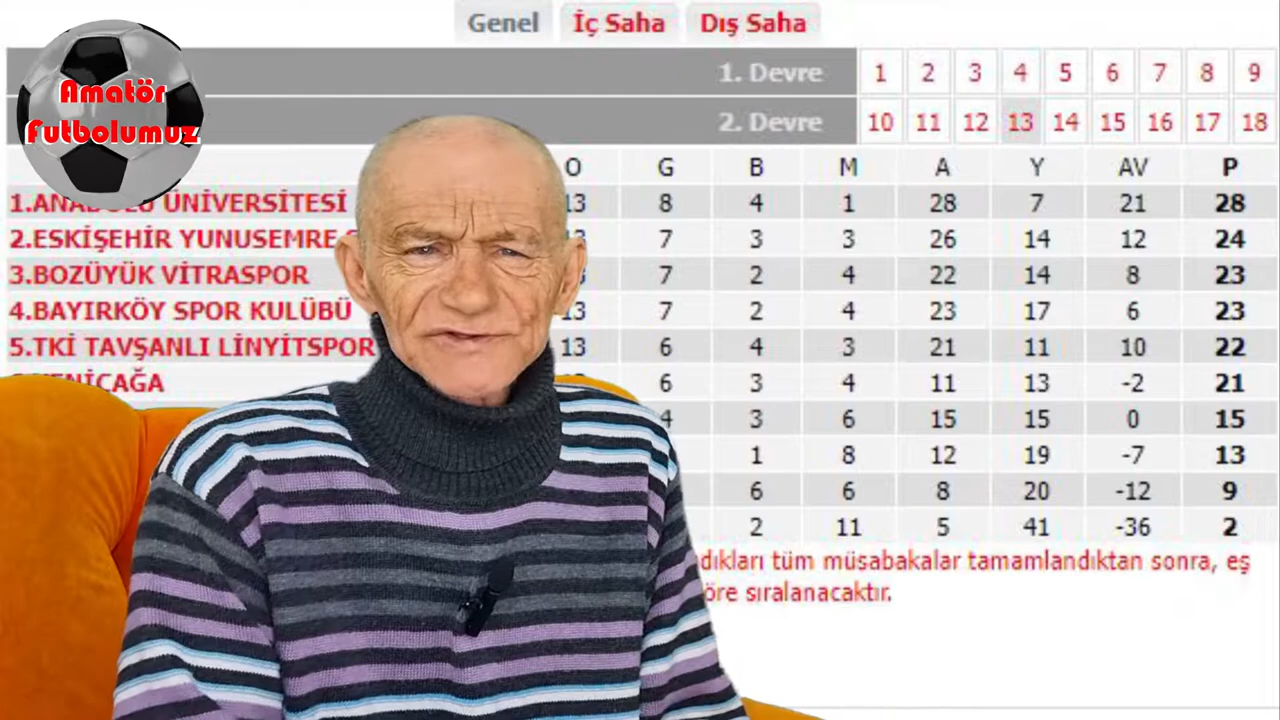 Genel İç Saha Dış Saha
Amatör
Futbolumuz
1. Devre 1 2 3 4 5 6 7 8 9
2. Devre 10 11 12 13 14 15 16 17 18
O G B M A Y AV P
1. ÜNİVERSİTESİ 13 8 4 1 28 7 21 28
2.ESKİŞEHİR YUNUSEMRE 7 3 3 26 14 12 24
3.BOZÜYÜK VİTRASPOR 7 2 4 22 14 8 23
4.BAYIRKÖY SPOR KULÜBÜ 13 7 2 4 23 17 6 23
5.TKİ TAVŞANLI LİNYİTSPOR 13 6 4 3 21 11 10 22
6 3 4 11 13 -2 21
4 3 6 15 15 0 15
1 8 12 19 -7 13
6 6 8 20 -12 9
2 11 5 41 -36 2
tüm müsabakalar tamamlandıktan sonra, eş
sıralanacaktır.